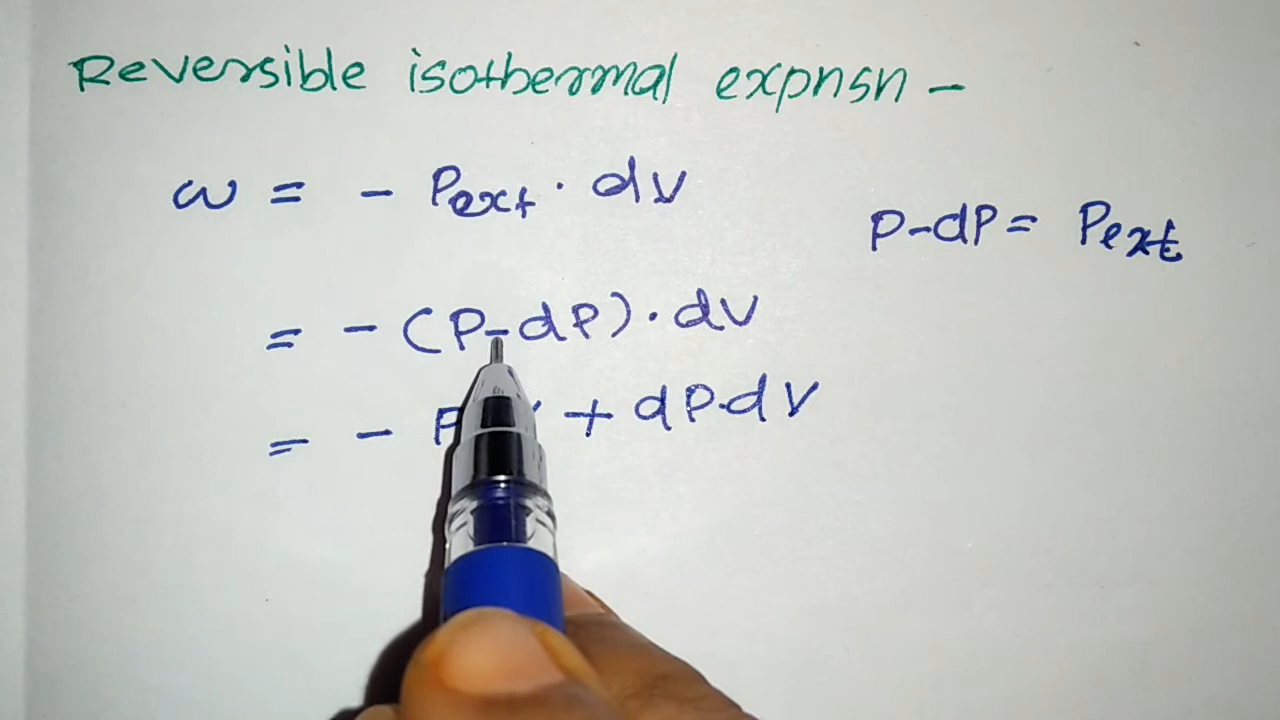 Reversible isothermal expnsn -
w = - Pext . dv
P-dP = Pext
= - (P-dP) . dv
= - P + dP.dV